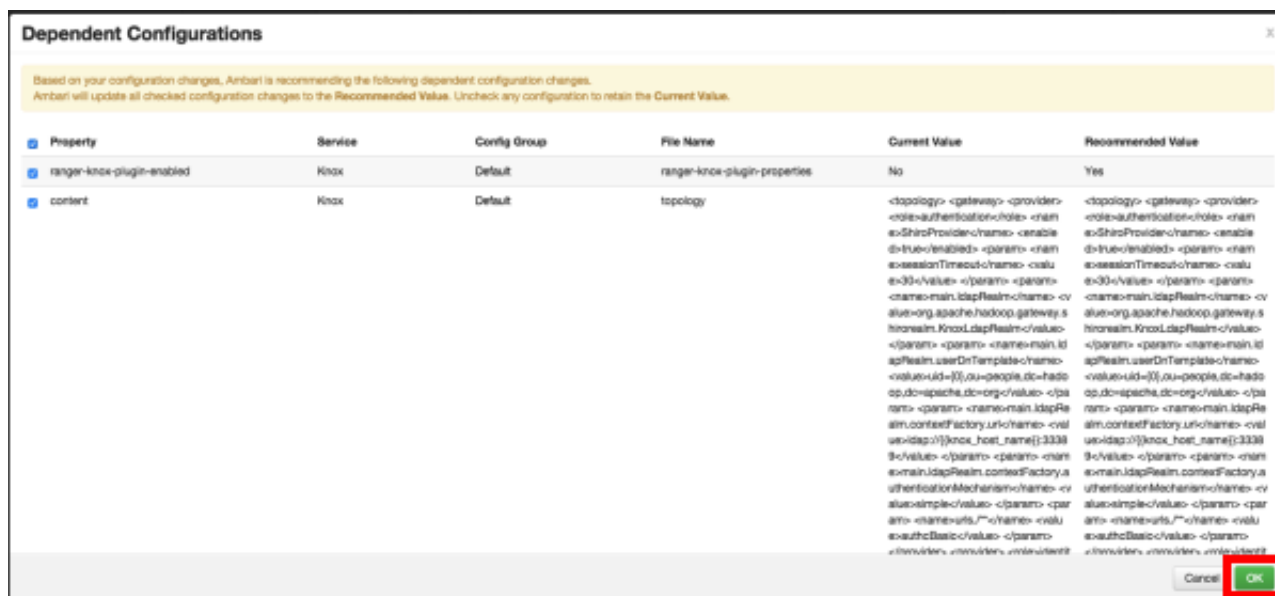 Dependent Configurations
X
Based on your configuration changes, Ambari is recommending the following dependent configuration changes.
Ambari will update all checked configuration changes to the Recommended Value. Uncheck any configuration to retain the Current Value.
Property Service Config Group File Name Current Value Recommended Value
ranger-knox-plugin-enabled Knox Default ranger-knox-plugin-properties No Yes
content Knox Default topology <topology> <gateway> <provider> <topology> <gateway> <provider>
<role>authentication</role> <nam <role>authentication</role> <nam
e>ShiroProvider</name> <enable e>ShiroProvider</name> <enable
d>true</enabled> <param> <nam d>true</enabled> <param> <nam
e>sessionTimeout</name> <valu e>sessionTimeout</name> <valu
e>30</value> </param> <param> e>30</value> </param> <param>
<name>main.ldapRealm</name> <v <name>main.ldapRealm</name> <v
alue>org.apache.hadoop.gateway.s alue>org.apache.hadoop.gateway.s
hirorealm.KnoxLdapRealm</value> hirorealm.KnoxLdapRealm</value>
</param> <param> <name>main.ld </param> <param> <name>main.ld
apRealm.userDnTemplate</name> apRealm.userDnTemplate</name>
<value>uid={0},ou=people,dc=hado <value>uid={0},ou=people,dc=hado
op,dc=apache,dc=org</value> </pa op,dc=apache,dc=org</value> </pa
ram> <param> <name>main.ldapRe ram> <param> <name>main.ldapRe
alm.contextFactory.url</name> <val alm.contextFactory.url</name> <val
ue>ldap://{{knox_host_name}}:3338 ue>ldap://{{knox_host_name}}:3338
9</value> </param> <param> <nam 9</value> </param> <param> <nam
e>main.ldapRealm.contextFactory.a e>main.ldapRealm.contextFactory.a
uthenticationMechanism</name> <v uthenticationMechanism</name> <v
alue>simple</value> </param> <par alue>simple</value> </param> <par
am> <name>urls./**</name> <valu am> <name>urls./**</name> <valu
e>authcBasic</value> </param> e>authcBasic</value> </param>
</provider> <provider> <role>identit </provider> <provider> <role>identit
Cancel OK